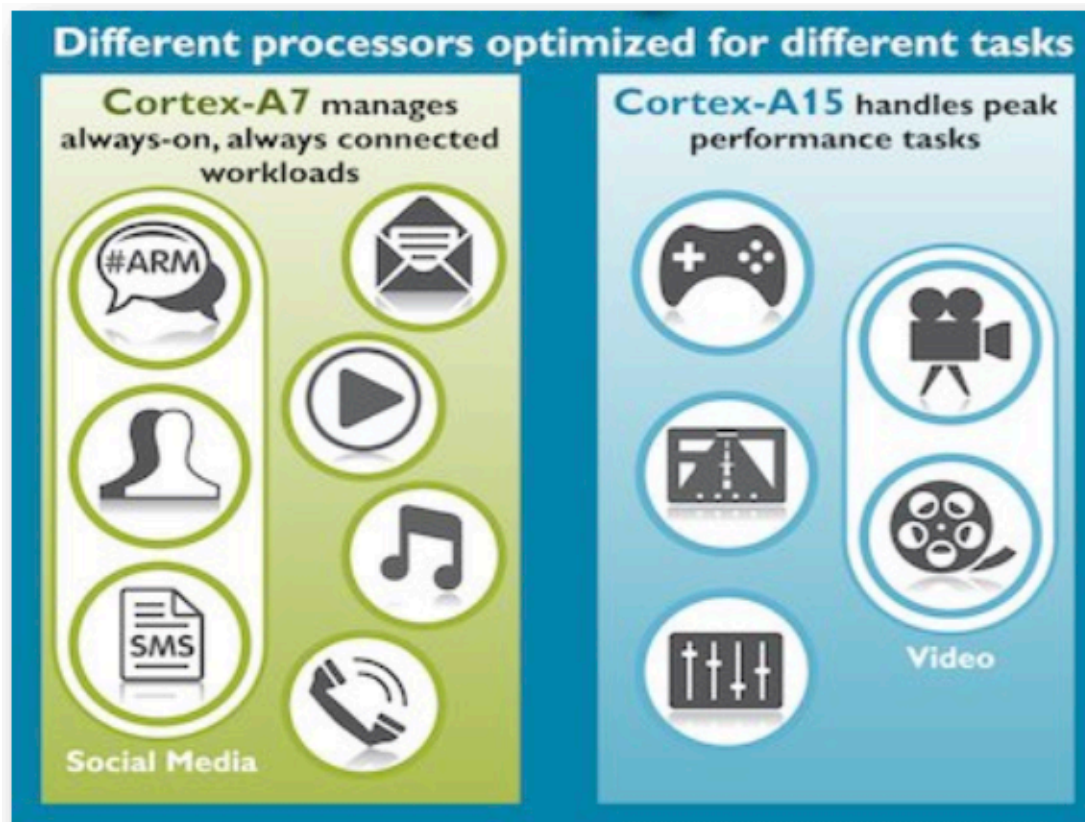 Different processors optimized for different tasks
Cortex-A7 manages
always-on, always connected
workloads
#ARM
SMS
Social Media
Cortex-A15 handles peak
performance tasks
Video